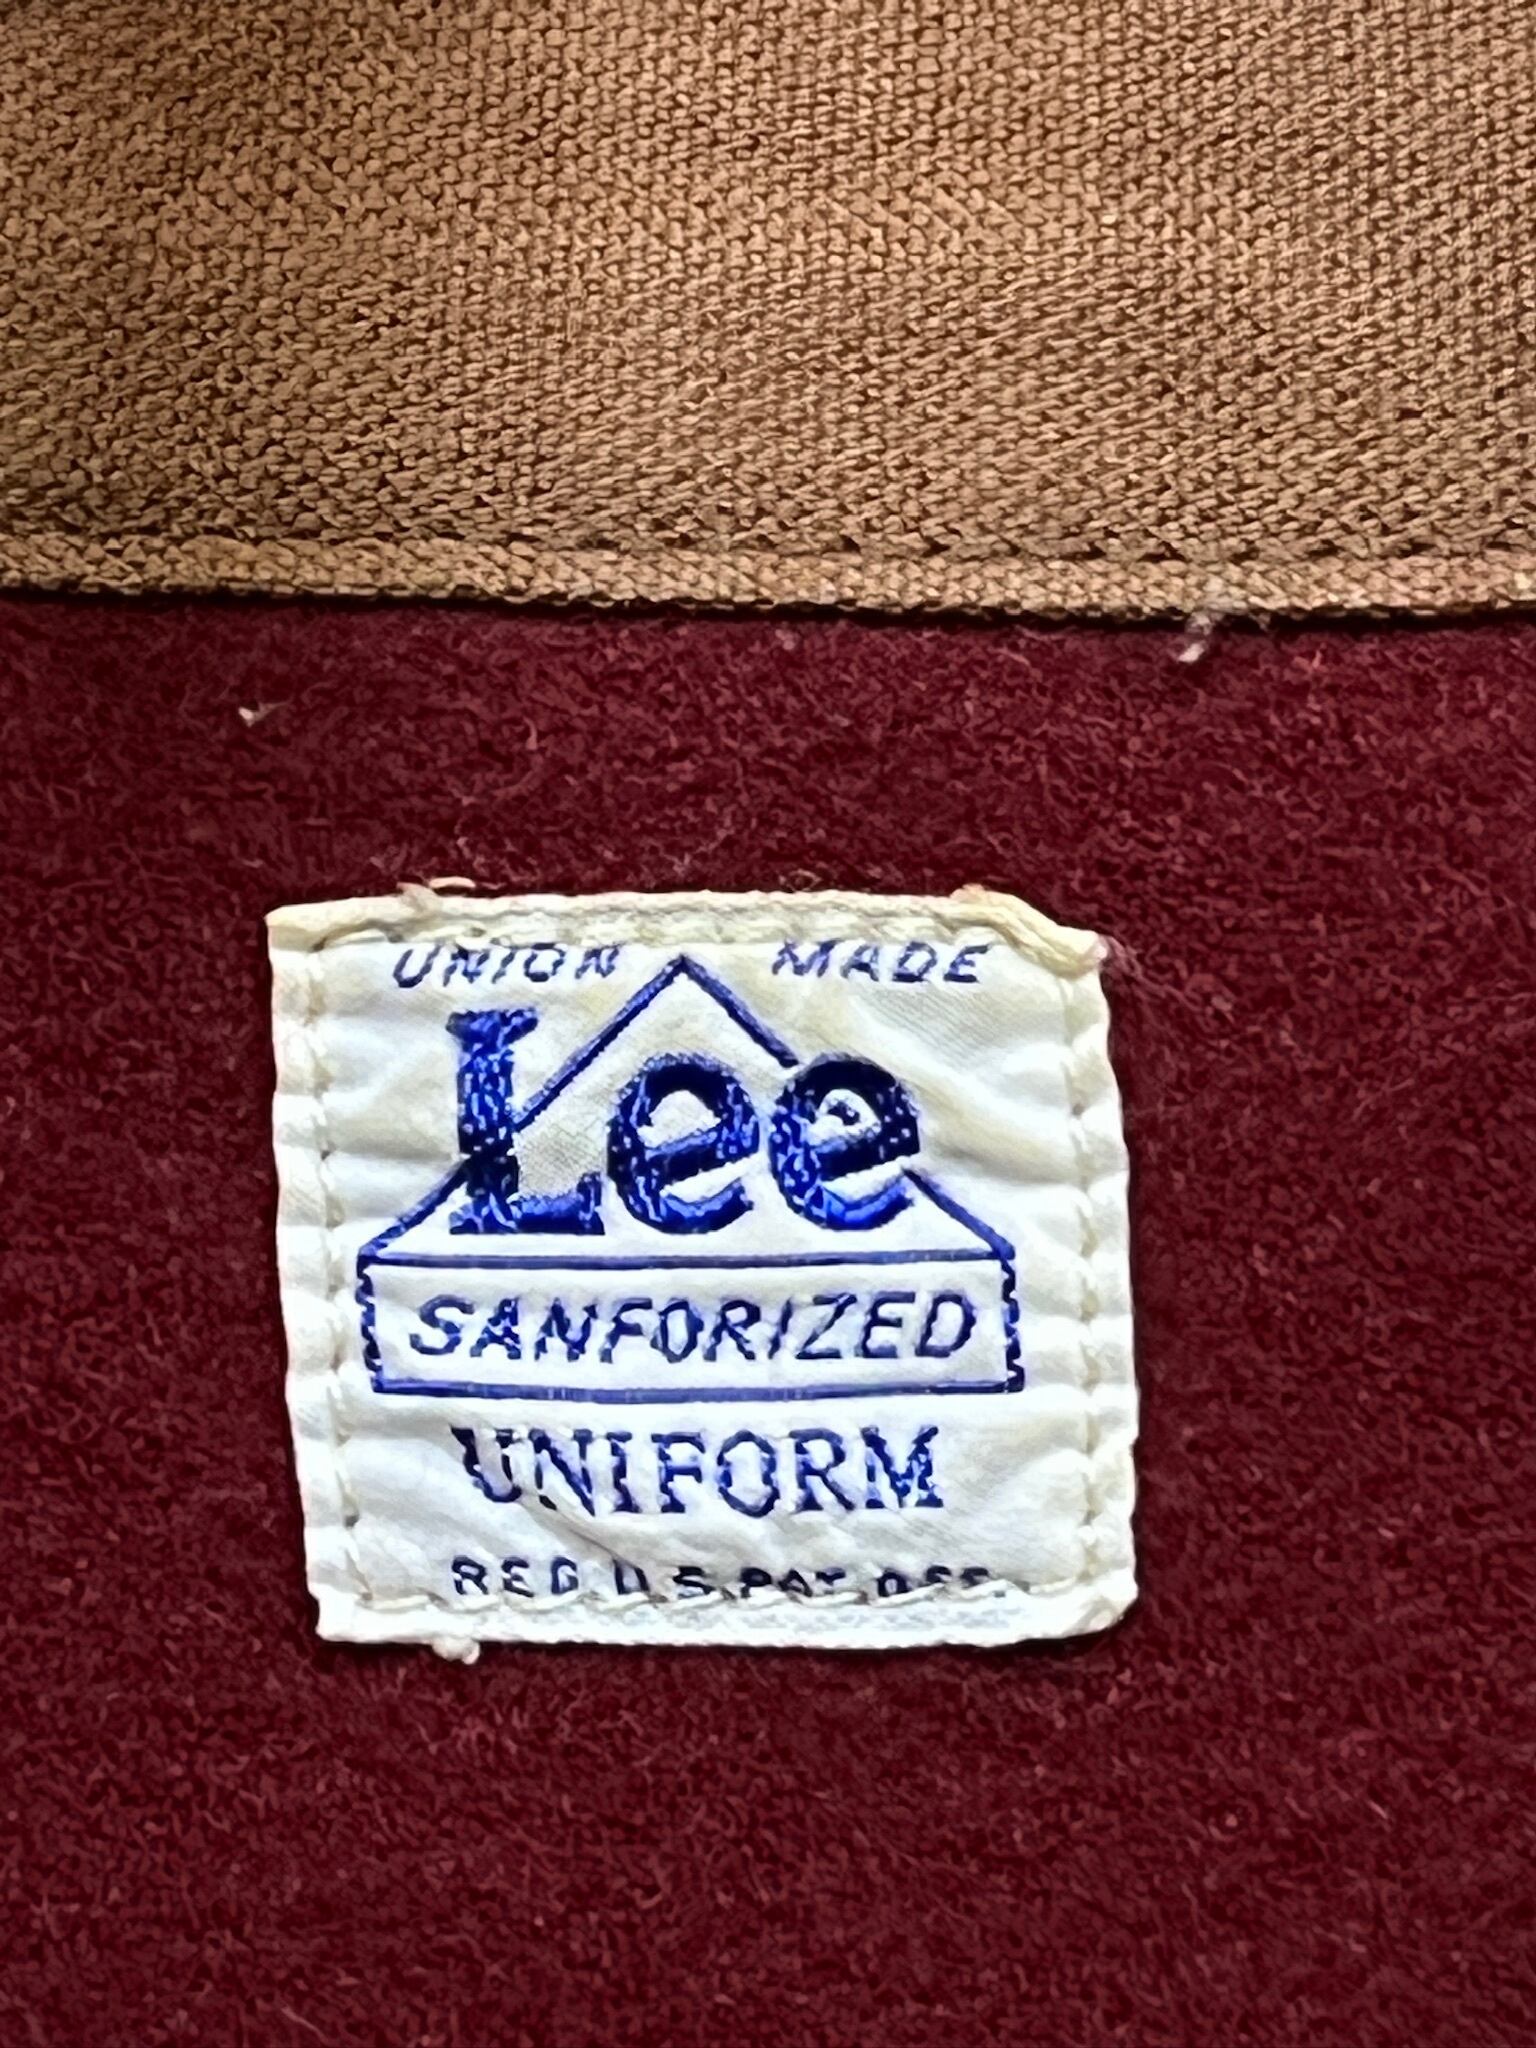 UNION MADE
Lee
SANFORIZED
UNIFORM
REG. U.S. PAT. OFF.